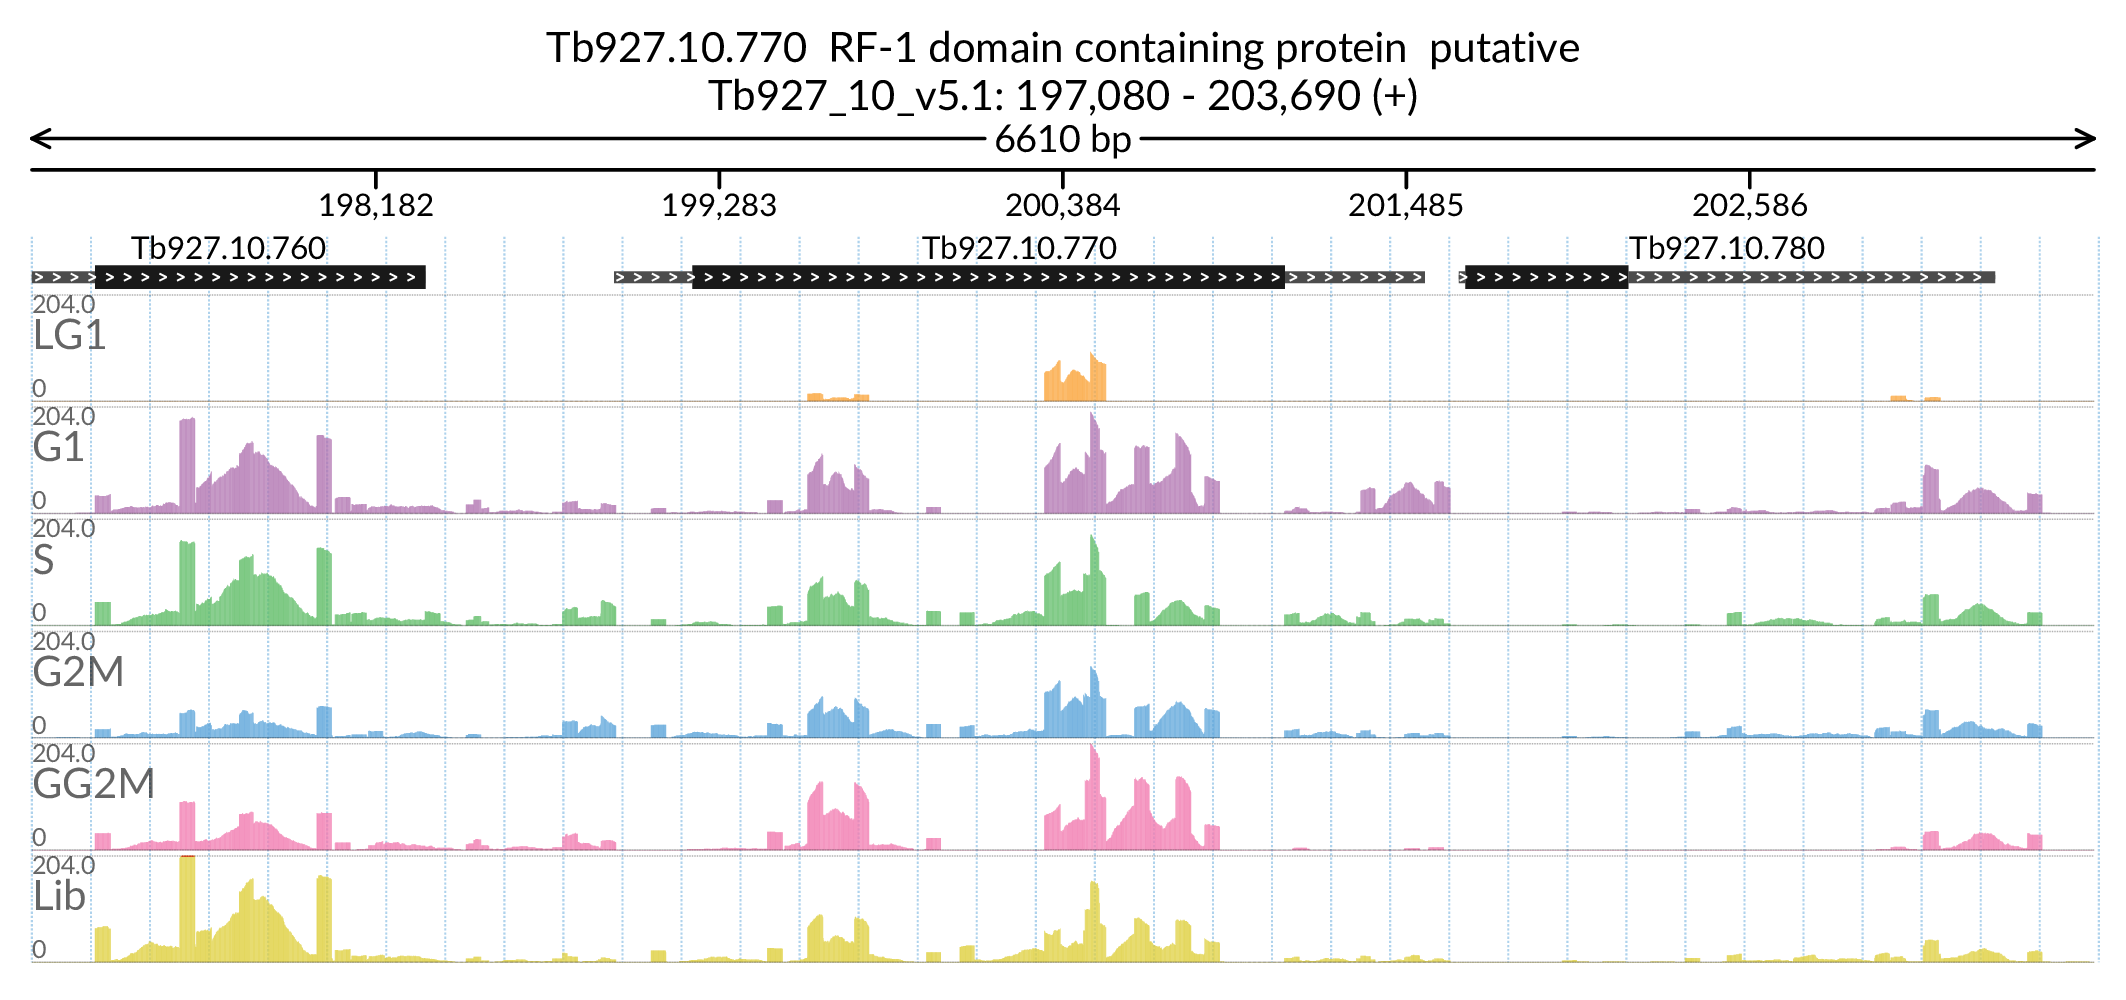 Tb927.10.770 RF-1 domain containing protein putative
Tb927_10_v5.1: 197,080 - 203,690 (+)
6610 bp
198,182 199,283 200,384 201,485 202,586
Tb927.10.760 Tb927.10.770 Tb927.10.780
204.0
LG1
0
204.0
G1
0
204.0
S
0
204.0
G2M
0
204.0
GG2M
0
204.0
Lib
0